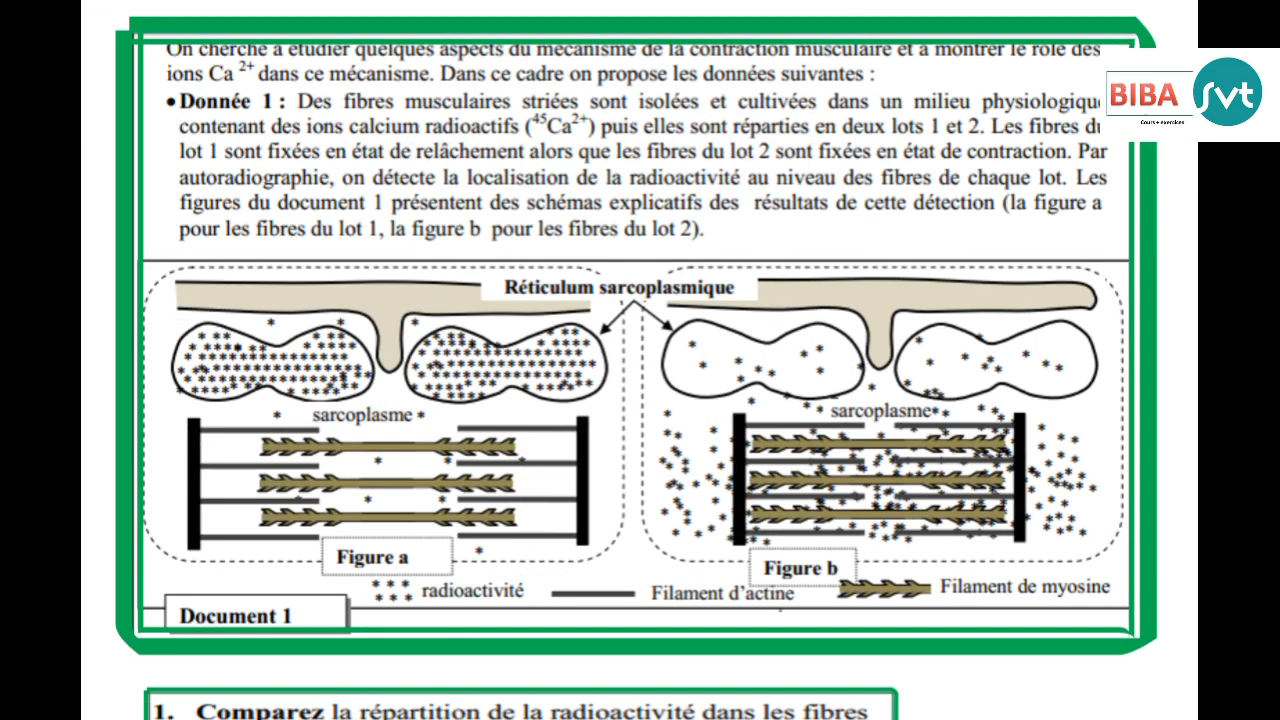 On cherche à étudier quelques aspects du mécanisme de la contraction musculaire et à montrer le rôle des
ions Ca 2+ dans ce mécanisme. Dans ce cadre on propose les données suivantes :
• Donnée 1 : Des fibres musculaires striées sont isolées et cultivées dans un milieu physiologique
contenant des ions calcium radioactifs (45Ca2+) puis elles sont réparties en deux lots 1 et 2. Les fibres du
lot 1 sont fixées en état de relâchement alors que les fibres du lot 2 sont fixées en état de contraction. Par
autoradiographie, on détecte la localisation de la radioactivité au niveau des fibres de chaque lot. Les
figures du document 1 présentent des schémas explicatifs des résultats de cette détection (la figure a
pour les fibres du lot 1, la figure b pour les fibres du lot 2).
BIBA svt
Cours + exercices
Réticulum sarcoplasmique
sarcoplasme
sarcoplasme
Figure a
Figure b
radioactivité
Filament d'actine
Filament de myosine
Document 1
1. Comparez la répartition de la radioactivité dans les fibres